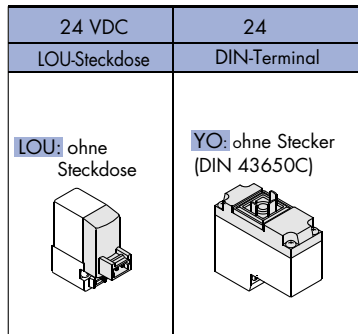 24 VDC
24
LOU-Steckdose
DIN-Terminal
LOU: ohne
Steckdose
YO: ohne Stecker
(DIN 43650C)